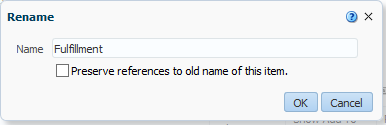 Rename
Name Fulfillment
Preserve references to old name of this item.
OK Cancel